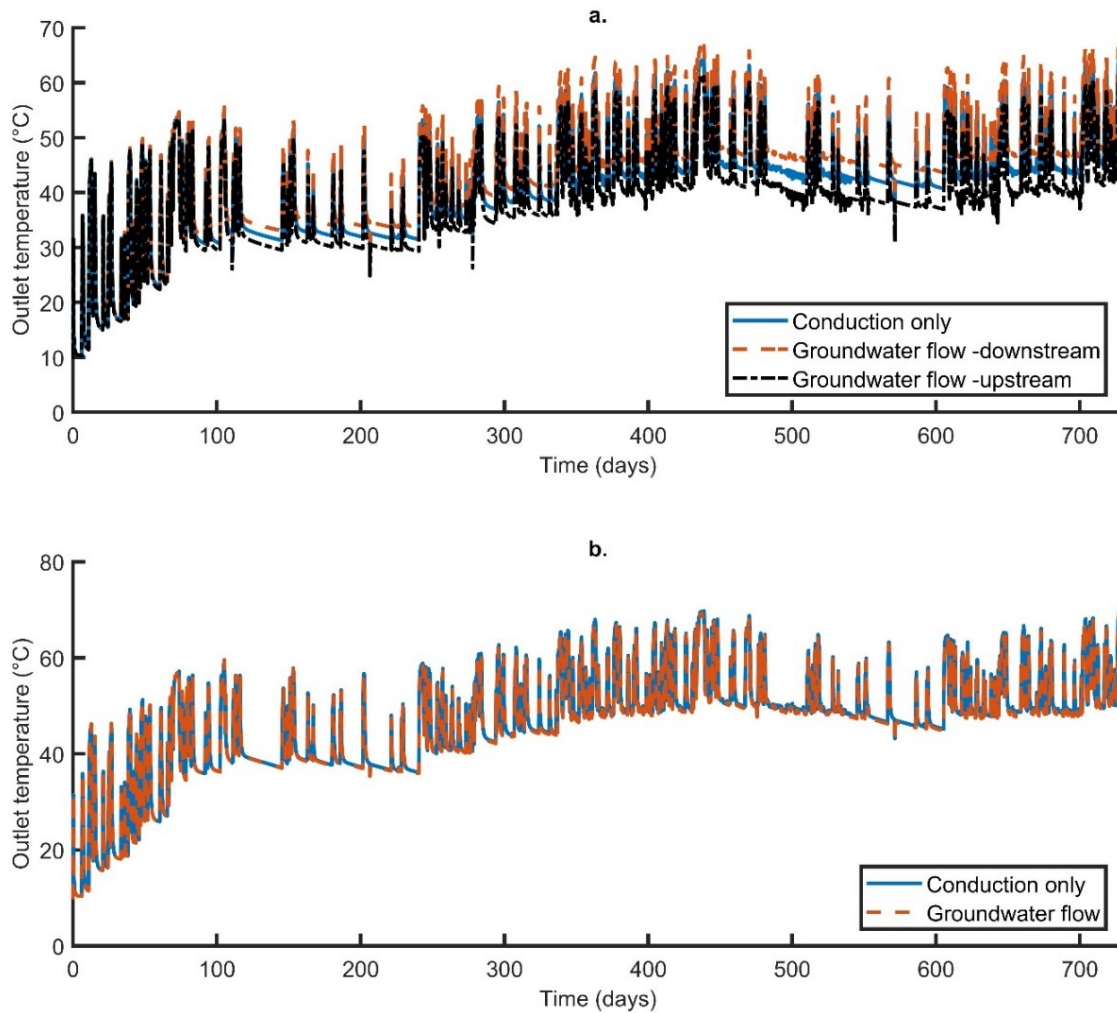 a.
70
60
50
40
30
20
10
0
Outlet temperature (°C)
Conduction only
Groundwater flow -downstream
Groundwater flow -upstream
0 100 200 300 400 500 600 700
Time (days)
b.
80
60
40
20
0
Outlet temperature (°C)
Conduction only
Groundwater flow
0 100 200 300 400 500 600 700
Time (days)